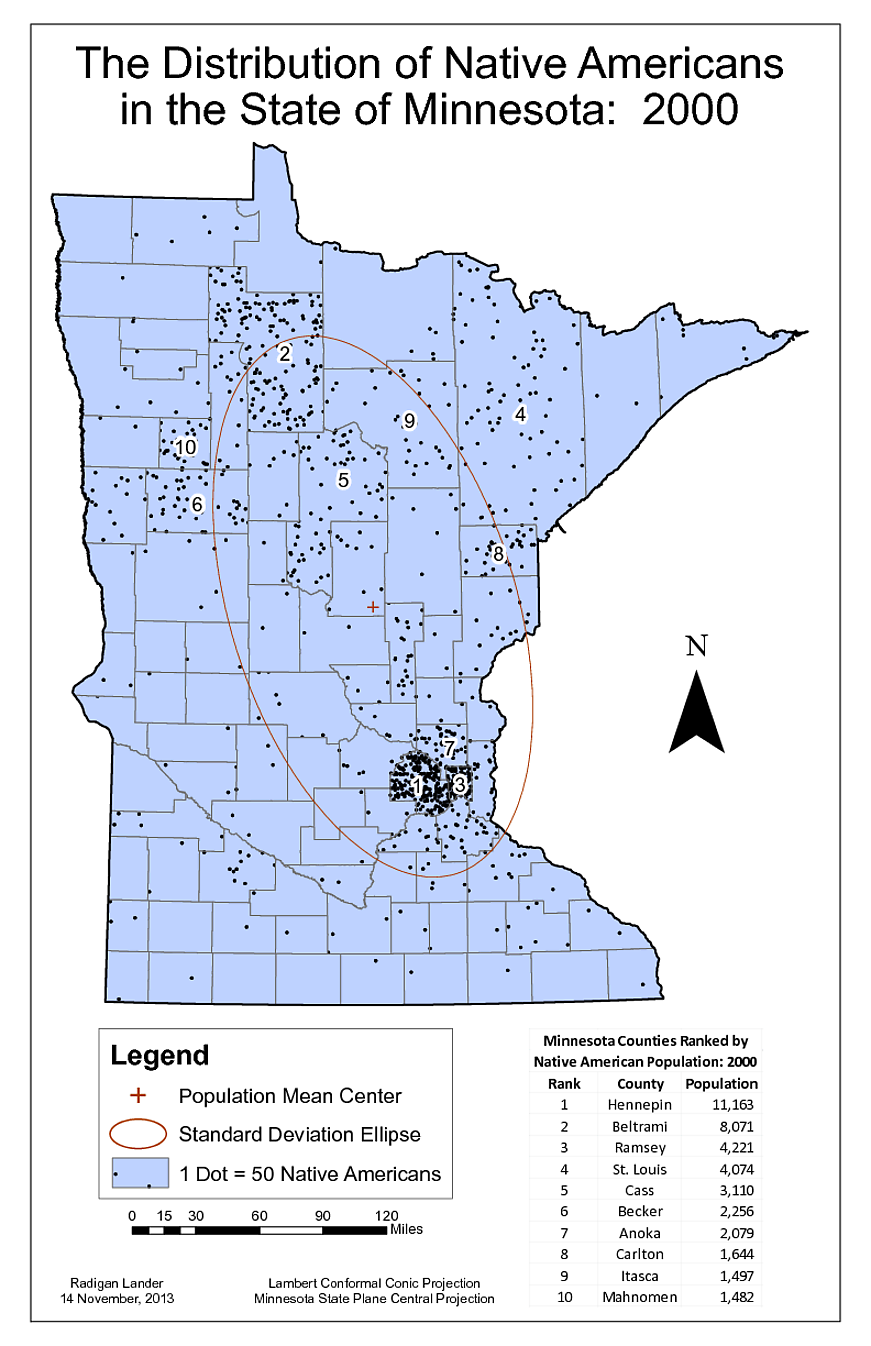 The Distribution of Native Americans
in the State of Minnesota:  2000
2
9
4
10
5
6
8
N
7
1
3
Legend
Population Mean Center
Standard Deviation Ellipse
1 Dot = 50 Native Americans
0 15 30 60 90 120
Miles
Radigan Lander
14 November, 2013
Lambert Conformal Conic Projection
Minnesota State Plane Central Projection
Minnesota Counties Ranked by
Native American Population: 2000
Rank County Population
1 Hennepin 11,163
2 Beltrami 8,071
3 Ramsey 4,221
4 St. Louis 4,074
5 Cass 3,110
6 Becker 2,256
7 Anoka 2,079
8 Carlton 1,644
9 Itasca 1,497
10 Mahnomen 1,482